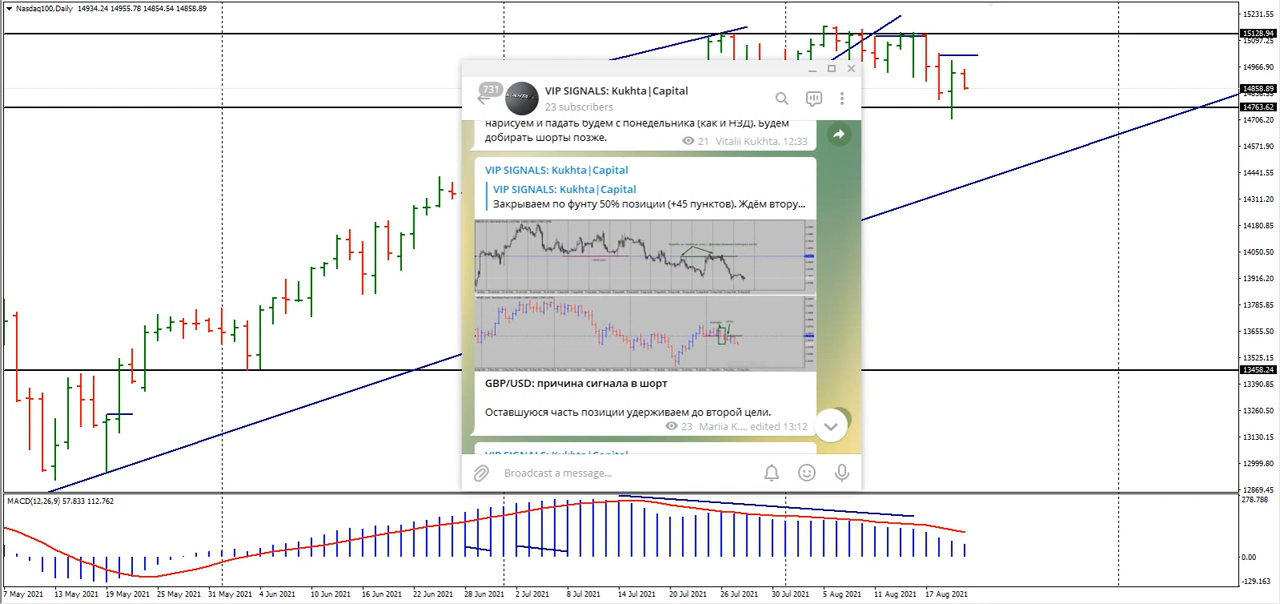 Nasdaq100,Daily 14934.24 14955.78 14854.54 14858.89
15231.55
15128.94
15097.25
14966.90
14858.89
14763.62
14706.20
14571.90
14441.55
14311.20
14180.85
14050.50
13916.20
13785.85
13655.50
13525.15
13458.24
13390.85
13260.50
13130.15
12999.80
12869.45
731
VIP SIGNALS: Kukhta|Capital
23 subscribers
нарисуем и падать будем с понедельника (как и НЗД). Будем
добирать шорты позже.
21 Vitalii Kukhta, 12:33
VIP SIGNALS: Kukhta|Capital
VIP SIGNALS: Kukhta|Capital
Закрываем по фунту 50% позиции (+45 пунктов). Ждём втору...
GBP/USD: причина сигнала в шорт
Оставшуюся часть позиции удерживаем до второй цели.
23 Mariia K..., edited 13:12
VIP SIGNALS: Kukhta|Capital
Broadcast a message...
MACD(12,26,9) 57.833 112.762
278.788
0.00
-129.163
7 May 2021
13 May 2021
19 May 2021
25 May 2021
31 May 2021
4 Jun 2021
10 Jun 2021
16 Jun 2021
22 Jun 2021
28 Jun 2021
2 Jul 2021
8 Jul 2021
14 Jul 2021
20 Jul 2021
26 Jul 2021
30 Jul 2021
5 Aug 2021
11 Aug 2021
17 Aug 2021